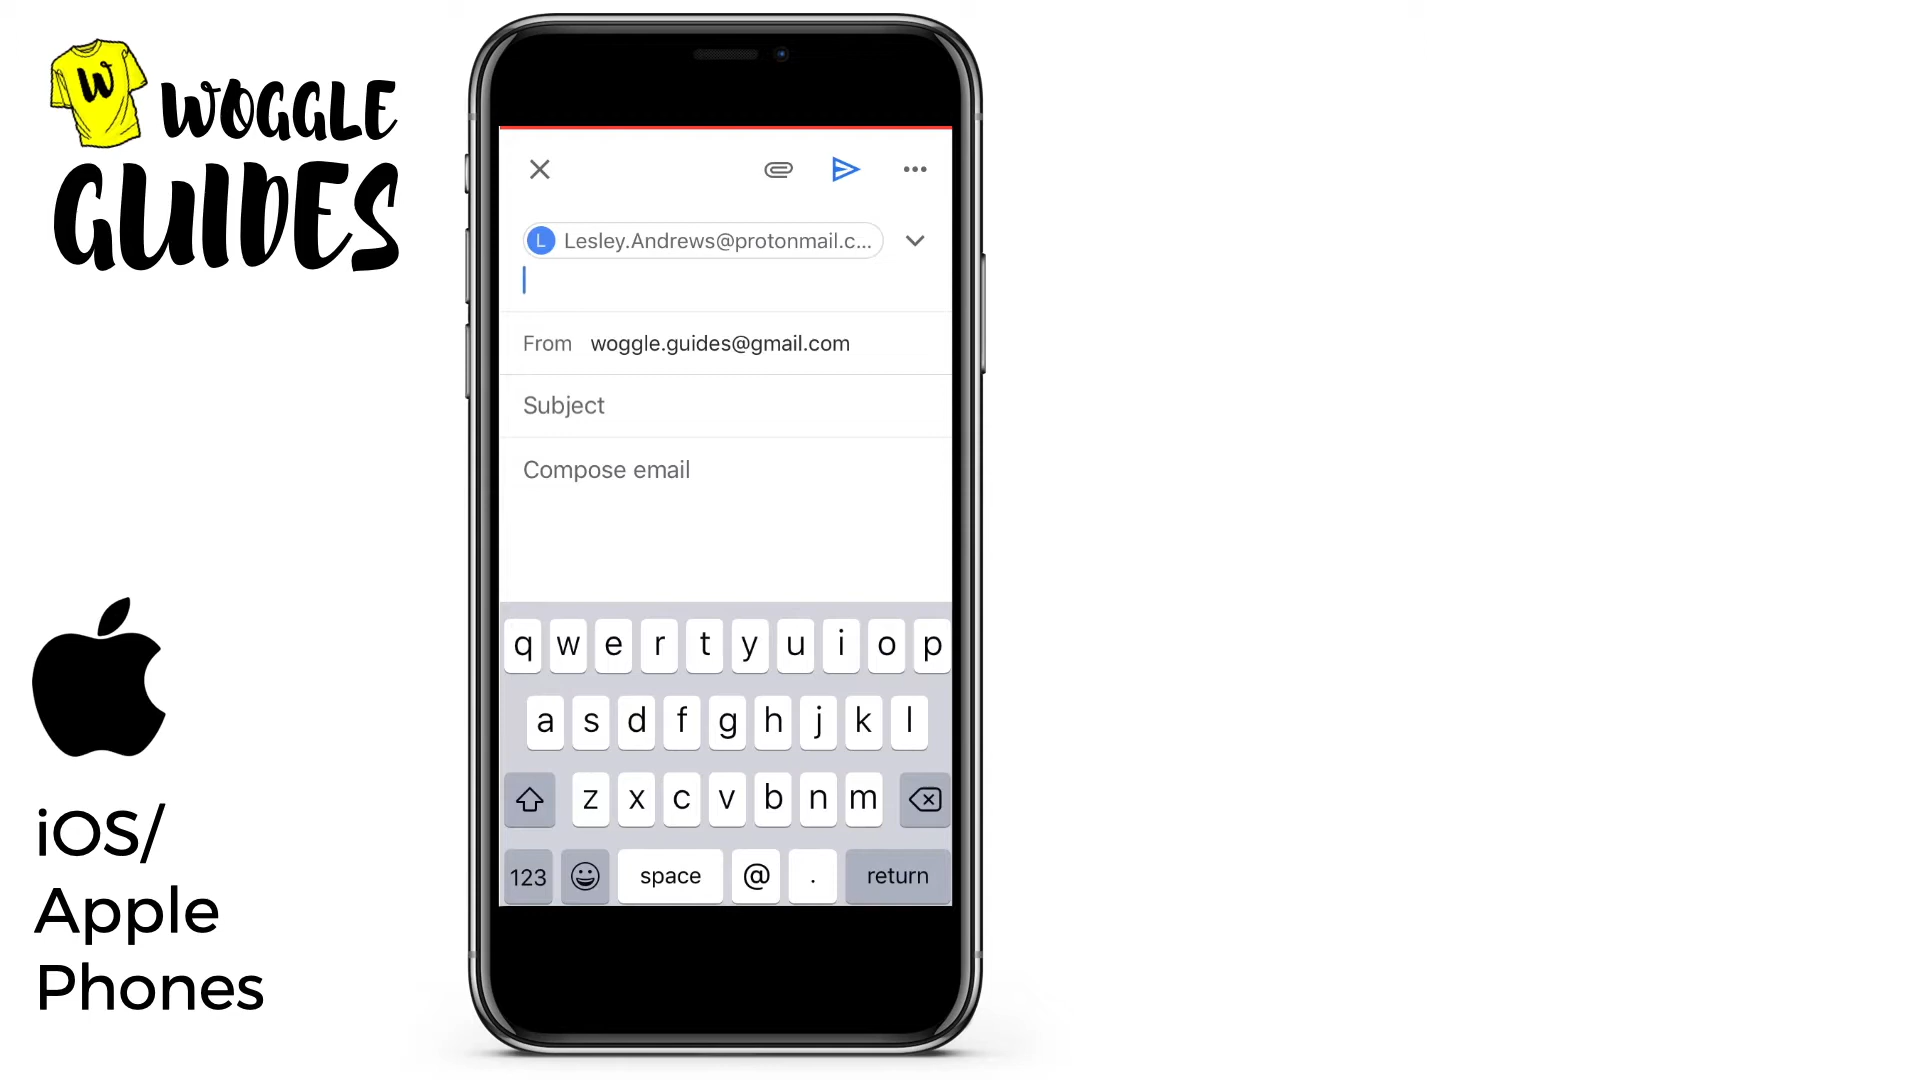 W
WOGGLE
GUIDES
L Lesley.Andrews@protonmail.c...
From woggle.guides@gmail.com
Subject
Compose email
q w e r t y u i o p
a s d f g h j k l
z x c v b n m
123 space @ . return
iOS/
Apple
Phones